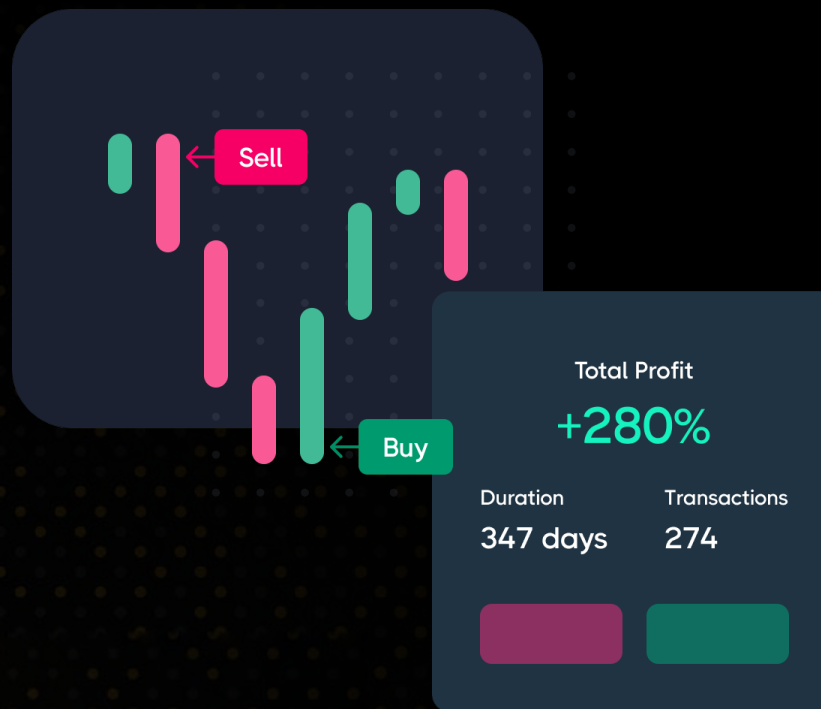 Sell
Buy
Total Profit
+280%
Duration
Transactions
347 days
274